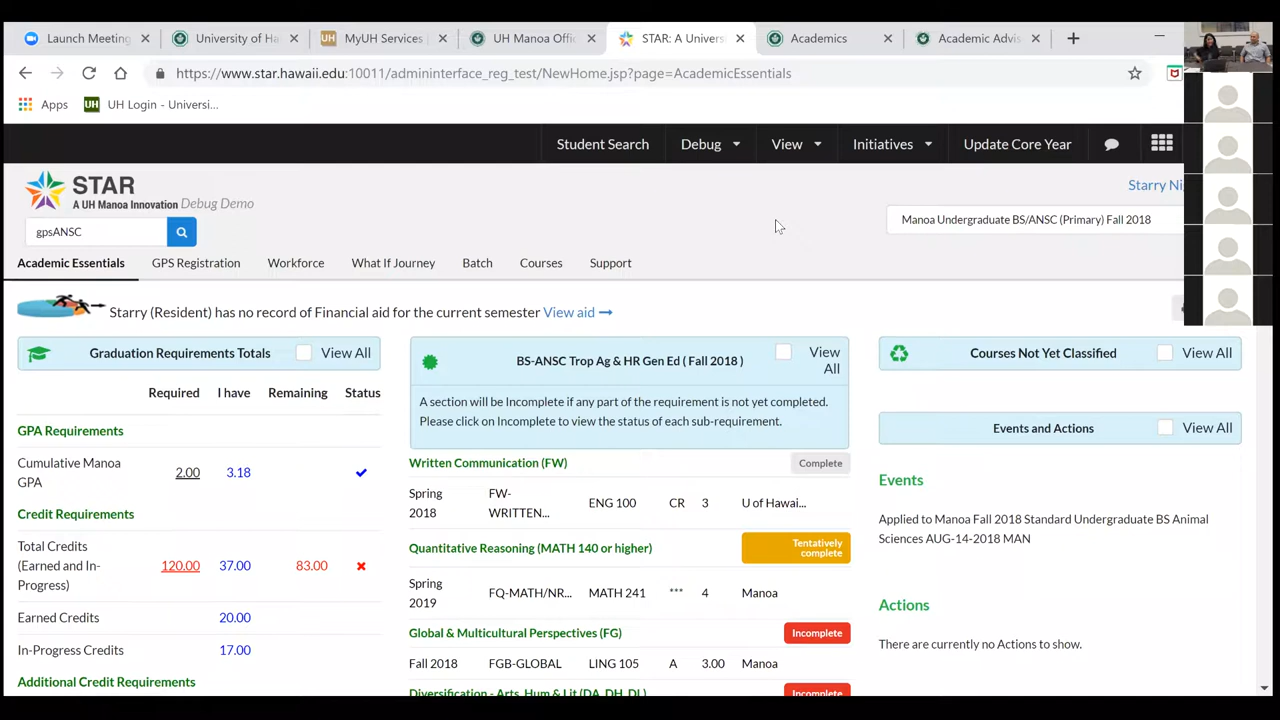 Launch Meeting
University of Ha
MyUH Services
UH Manoa Offic
STAR: A Univers
Academics
Academic Advis
https://www.star.hawaii.edu:10011/admininterface_reg_test/NewHome.jsp?page=AcademicEssentials
Apps
UH
UH Login - Universi...
Student Search
Debug
View
Initiatives
Update Core Year
STAR
A UH Manoa Innovation Debug Demo
Starry Ni
gpsANSC
Manoa Undergraduate BS/ANSC (Primary) Fall 2018
Academic Essentials
GPS Registration
Workforce
What If Journey
Batch
Courses
Support
Starry (Resident) has no record of Financial aid for the current semester View aid
Graduation Requirements Totals
View All
Required
I have
Remaining
Status
GPA Requirements
Cumulative Manoa
GPA
2.00
3.18
Credit Requirements
Total Credits
(Earned and In-
Progress)
120.00
37.00
83.00
Earned Credits
20.00
In-Progress Credits
17.00
Additional Credit Requirements
BS-ANSC Trop Ag & HR Gen Ed ( Fall 2018 )
View
All
A section will be Incomplete if any part of the requirement is not yet completed.
Please click on Incomplete to view the status of each sub-requirement.
Written Communication (FW)
Complete
Spring
2018
FW-
WRITTEN...
ENG 100
CR
3
U of Hawai...
Quantitative Reasoning (MATH 140 or higher)
Tentatively
complete
Spring
2019
FQ-MATH/NR...
MATH 241
***
4
Manoa
Global & Multicultural Perspectives (FG)
Incomplete
Fall 2018
FGB-GLOBAL
LING 105
A
3.00
Manoa
Diversification - Arts, Hum & Lit (DA, DH, DL)
Incomplete
Courses Not Yet Classified
View All
Events and Actions
View All
Events
Applied to Manoa Fall 2018 Standard Undergraduate BS Animal
Sciences AUG-14-2018 MAN
Actions
There are currently no Actions to show.